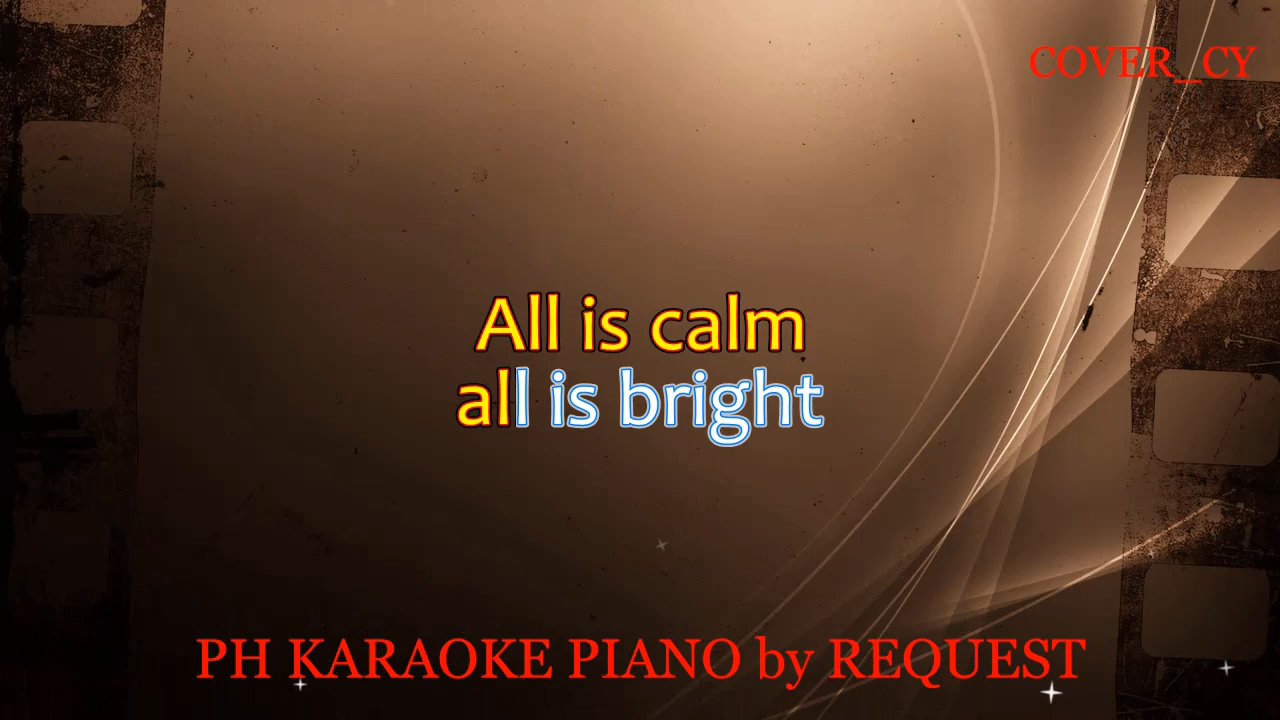 COVER_CY
All is calm
all is bright
PH KARAOKE PIANO by REQUEST